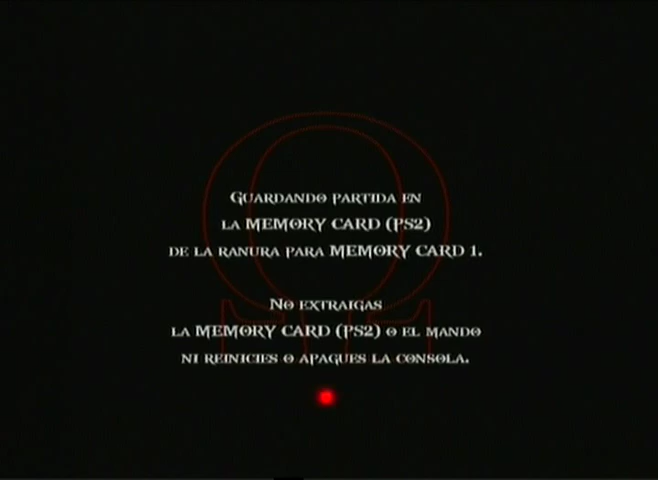 Guardando partida en
la MEMORY CARD (PS2)
de la ranura para MEMORY CARD 1.
No extraigas
la MEMORY CARD (PS2) o el mando
ni reinicies o apagues la consola.